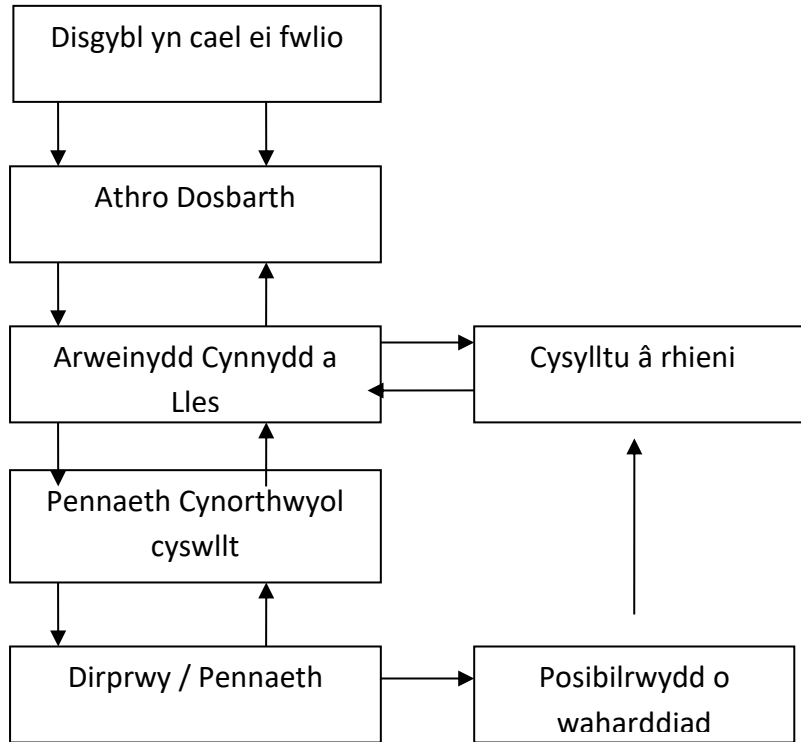 Disgybl yn cael ei fwlio
Athro Dosbarth
Arweinydd Cynnydd a
Lles
Cysylltu â rhieni
Pennaeth Cynorthwyol
cyswllt
Dirprwy / Pennaeth
Posibilrwydd o
waharddiad